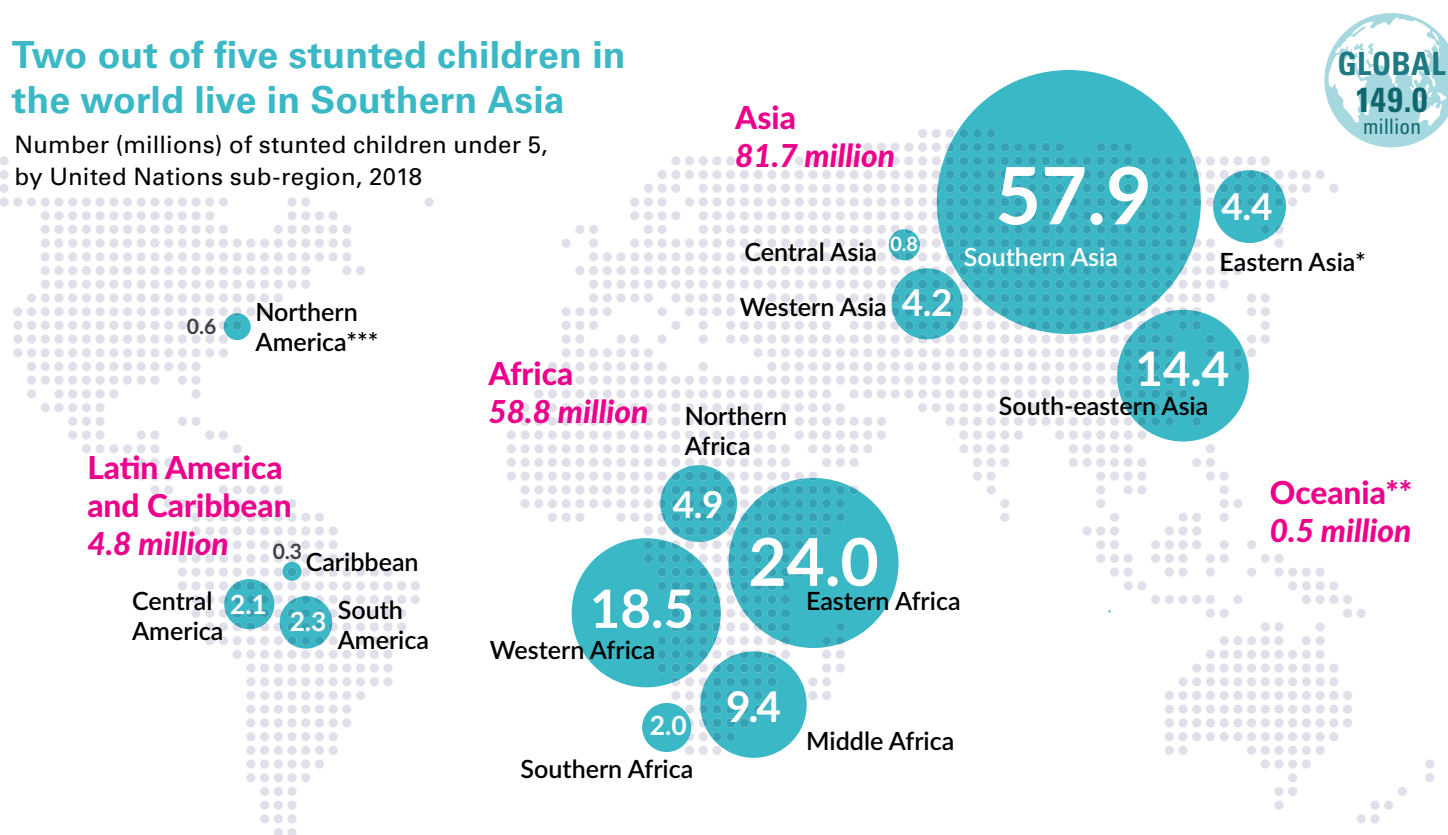 Two out of five stunted children in
the world live in Southern Asia
Number (millions) of stunted children under 5,
by United Nations sub-region, 2018
GLOBAL
149.0
million
Asia
81.7 million
57.9
Southern Asia
4.4
Eastern Asia*
Central Asia
0.8
Western Asia
4.2
14.4
South-eastern Asia
0.6
Northern
America***
Africa
58.8 million
Northern
Africa
4.9
24.0
Eastern Africa
18.5
Western Africa
9.4
Middle Africa
2.0
Southern Africa
Latin America
and Caribbean
4.8 million
0.3
Caribbean
Central
America
2.1
2.3
South
America
Oceania**
0.5 million